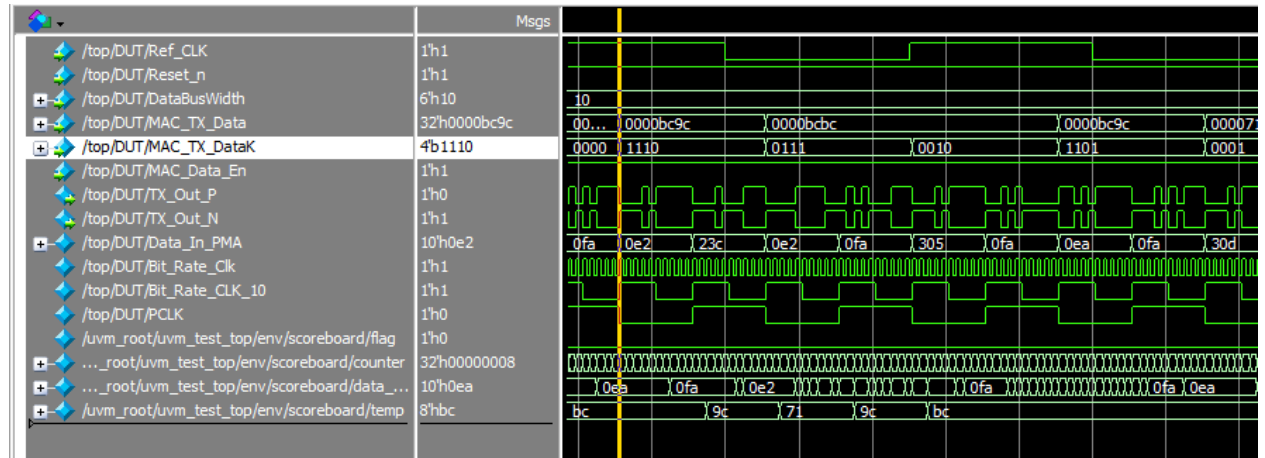 Msgs
/top/DUT/Ref_CLK 1'h1
/top/DUT/Reset_n 1'h1
/top/DUT/DataBusWidth 6'h10 10
/top/DUT/MAC_TX_Data 32'h0000bc9c 00... 0000bc9c 0000bcbc 0000bc9c 000071
/top/DUT/MAC_TX_DataK 4'b1110 0000 1110 0111 0010 1101 0001
/top/DUT/MAC_Data_En 1'h1
/top/DUT/TX_Out_P 1'h0
/top/DUT/TX_Out_N 1'h1
/top/DUT/Data_In_PMA 10'h0e2 0fa 0e2 23c 0e2 0fa 305 0fa 0ea 0fa 30d
/top/DUT/Bit_Rate_Clk 1'h1
/top/DUT/Bit_Rate_CLK_10 1'h1
/top/DUT/PCLK 1'h0
/uvm_root/uvm_test_top/env/scoreboard/flag 1'h0
..._root/uvm_test_top/env/scoreboard/counter 32'h00000008
..._root/uvm_test_top/env/scoreboard/data_... 10'h0ea 0ea 0fa 0e2 0fa 0fa 0ea
/uvm_root/uvm_test_top/env/scoreboard/temp 8'hbc bc 9c 71 9c bc